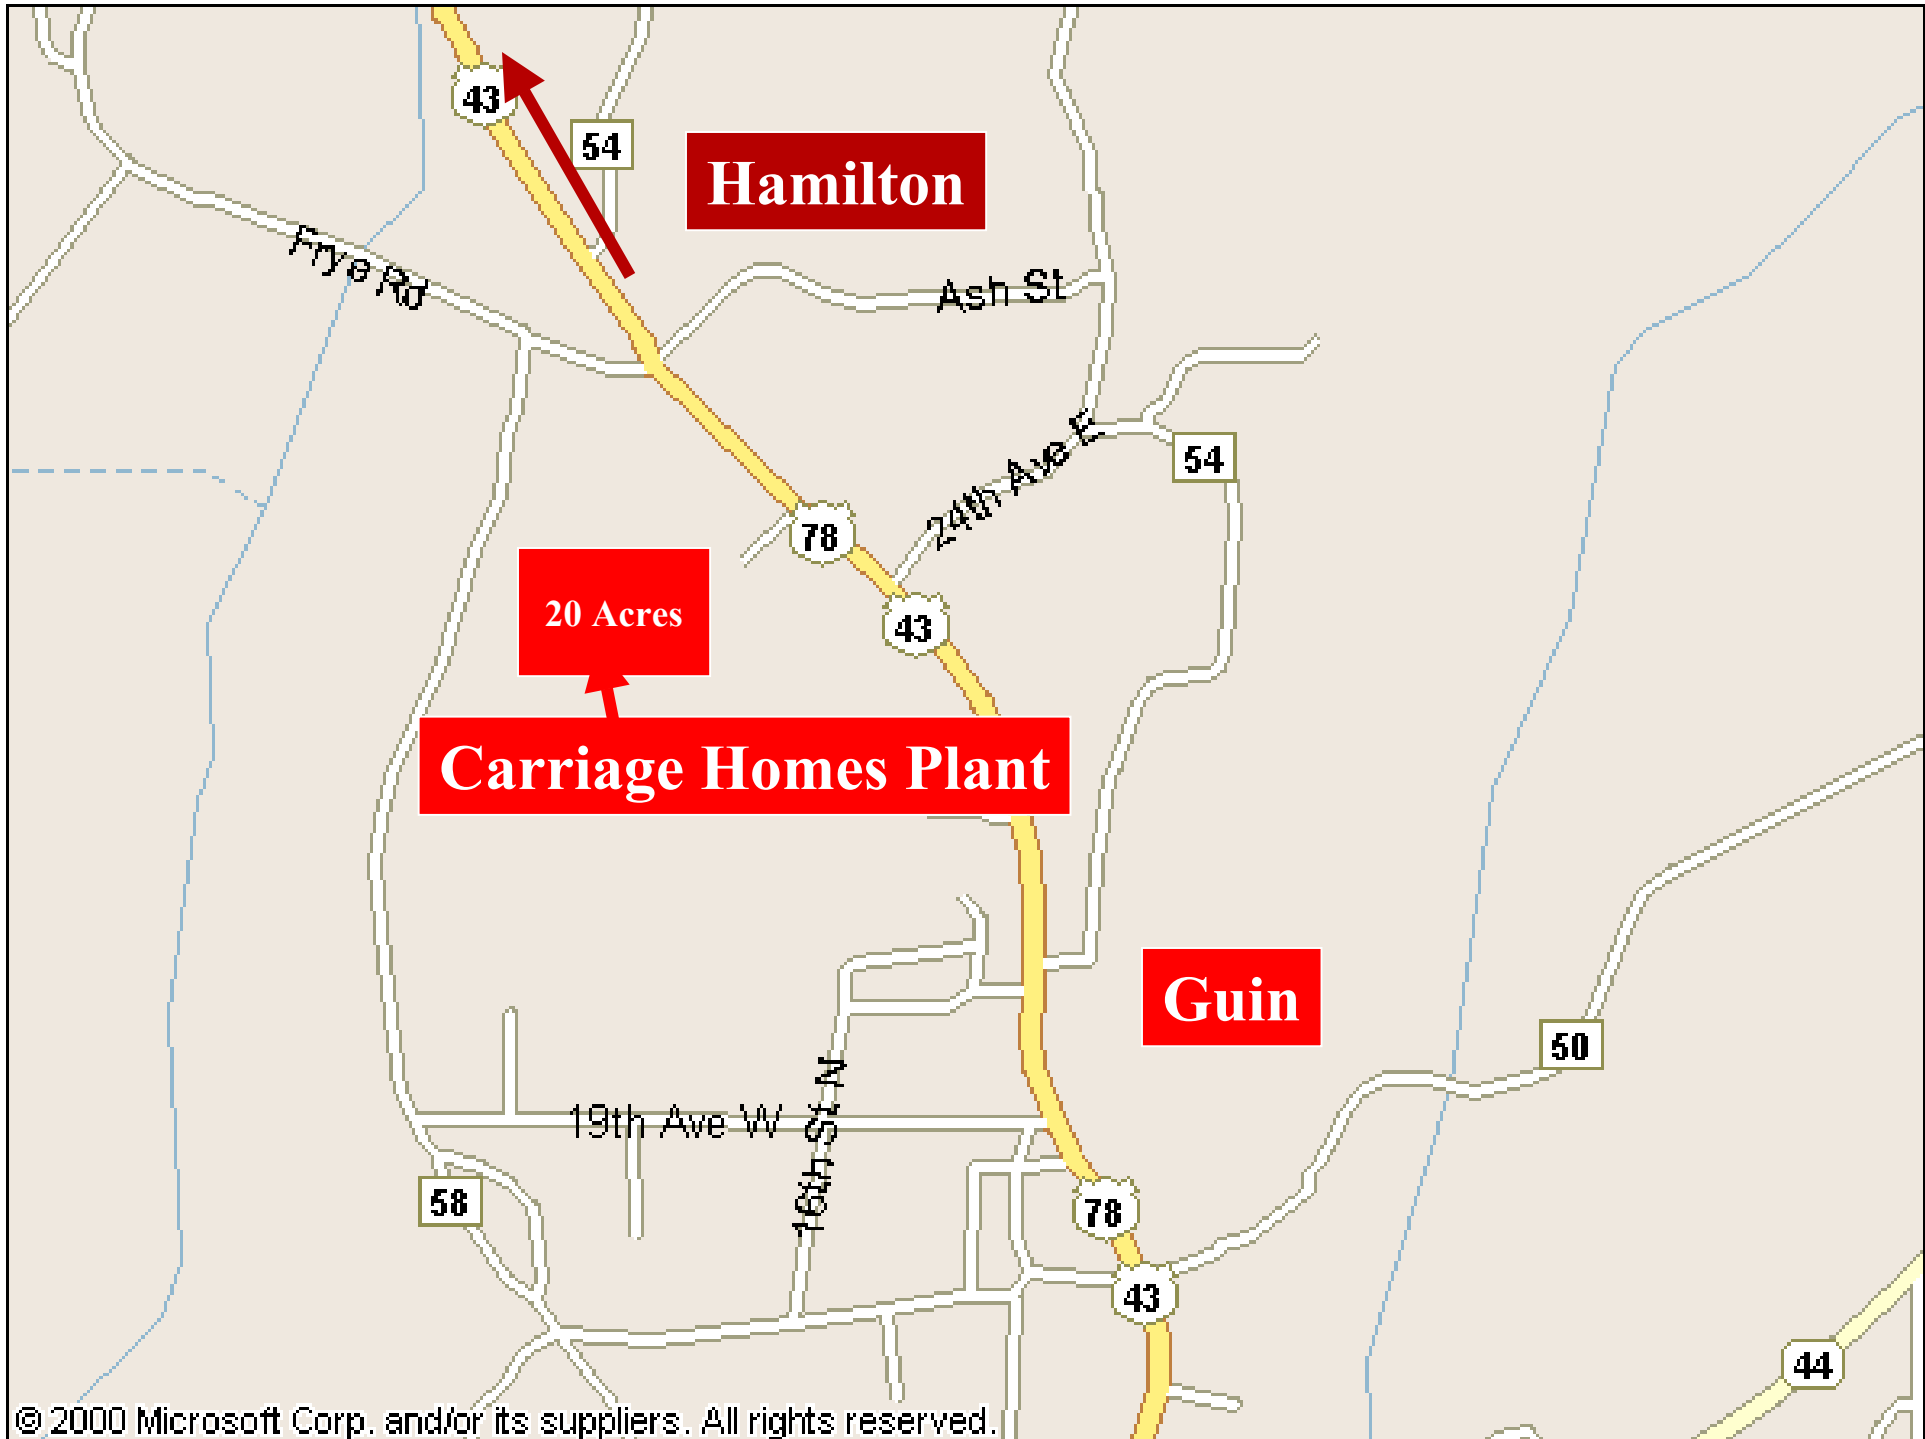 43
54
Hamilton
Frye Rd
Ash St
24th Ave E
54
78
20 Acres
43
Carriage Homes Plant
Guin
50
19th Ave W
16th St N
58
78
43
44
© 2000 Microsoft Corp. and/or its suppliers. All rights reserved.